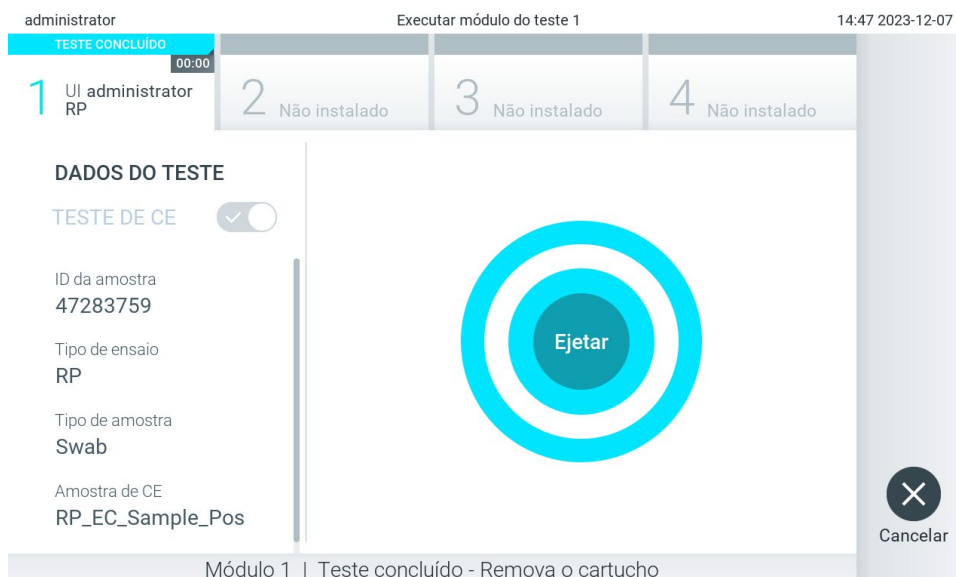 administrator
Executar módulo do teste 1
14:47 2023-12-07
TESTE CONCLUÍDO
00:00
1 UI administrator
RP
2 Não instalado
3 Não instalado
4 Não instalado
DADOS DO TESTE
TESTE DE CE
ID da amostra
47283759
Tipo de ensaio
RP
Tipo de amostra
Swab
Amostra de CE
RP_EC_Sample_Pos
Ejetar
Cancelar
Módulo 1 | Teste concluído - Remova o cartucho